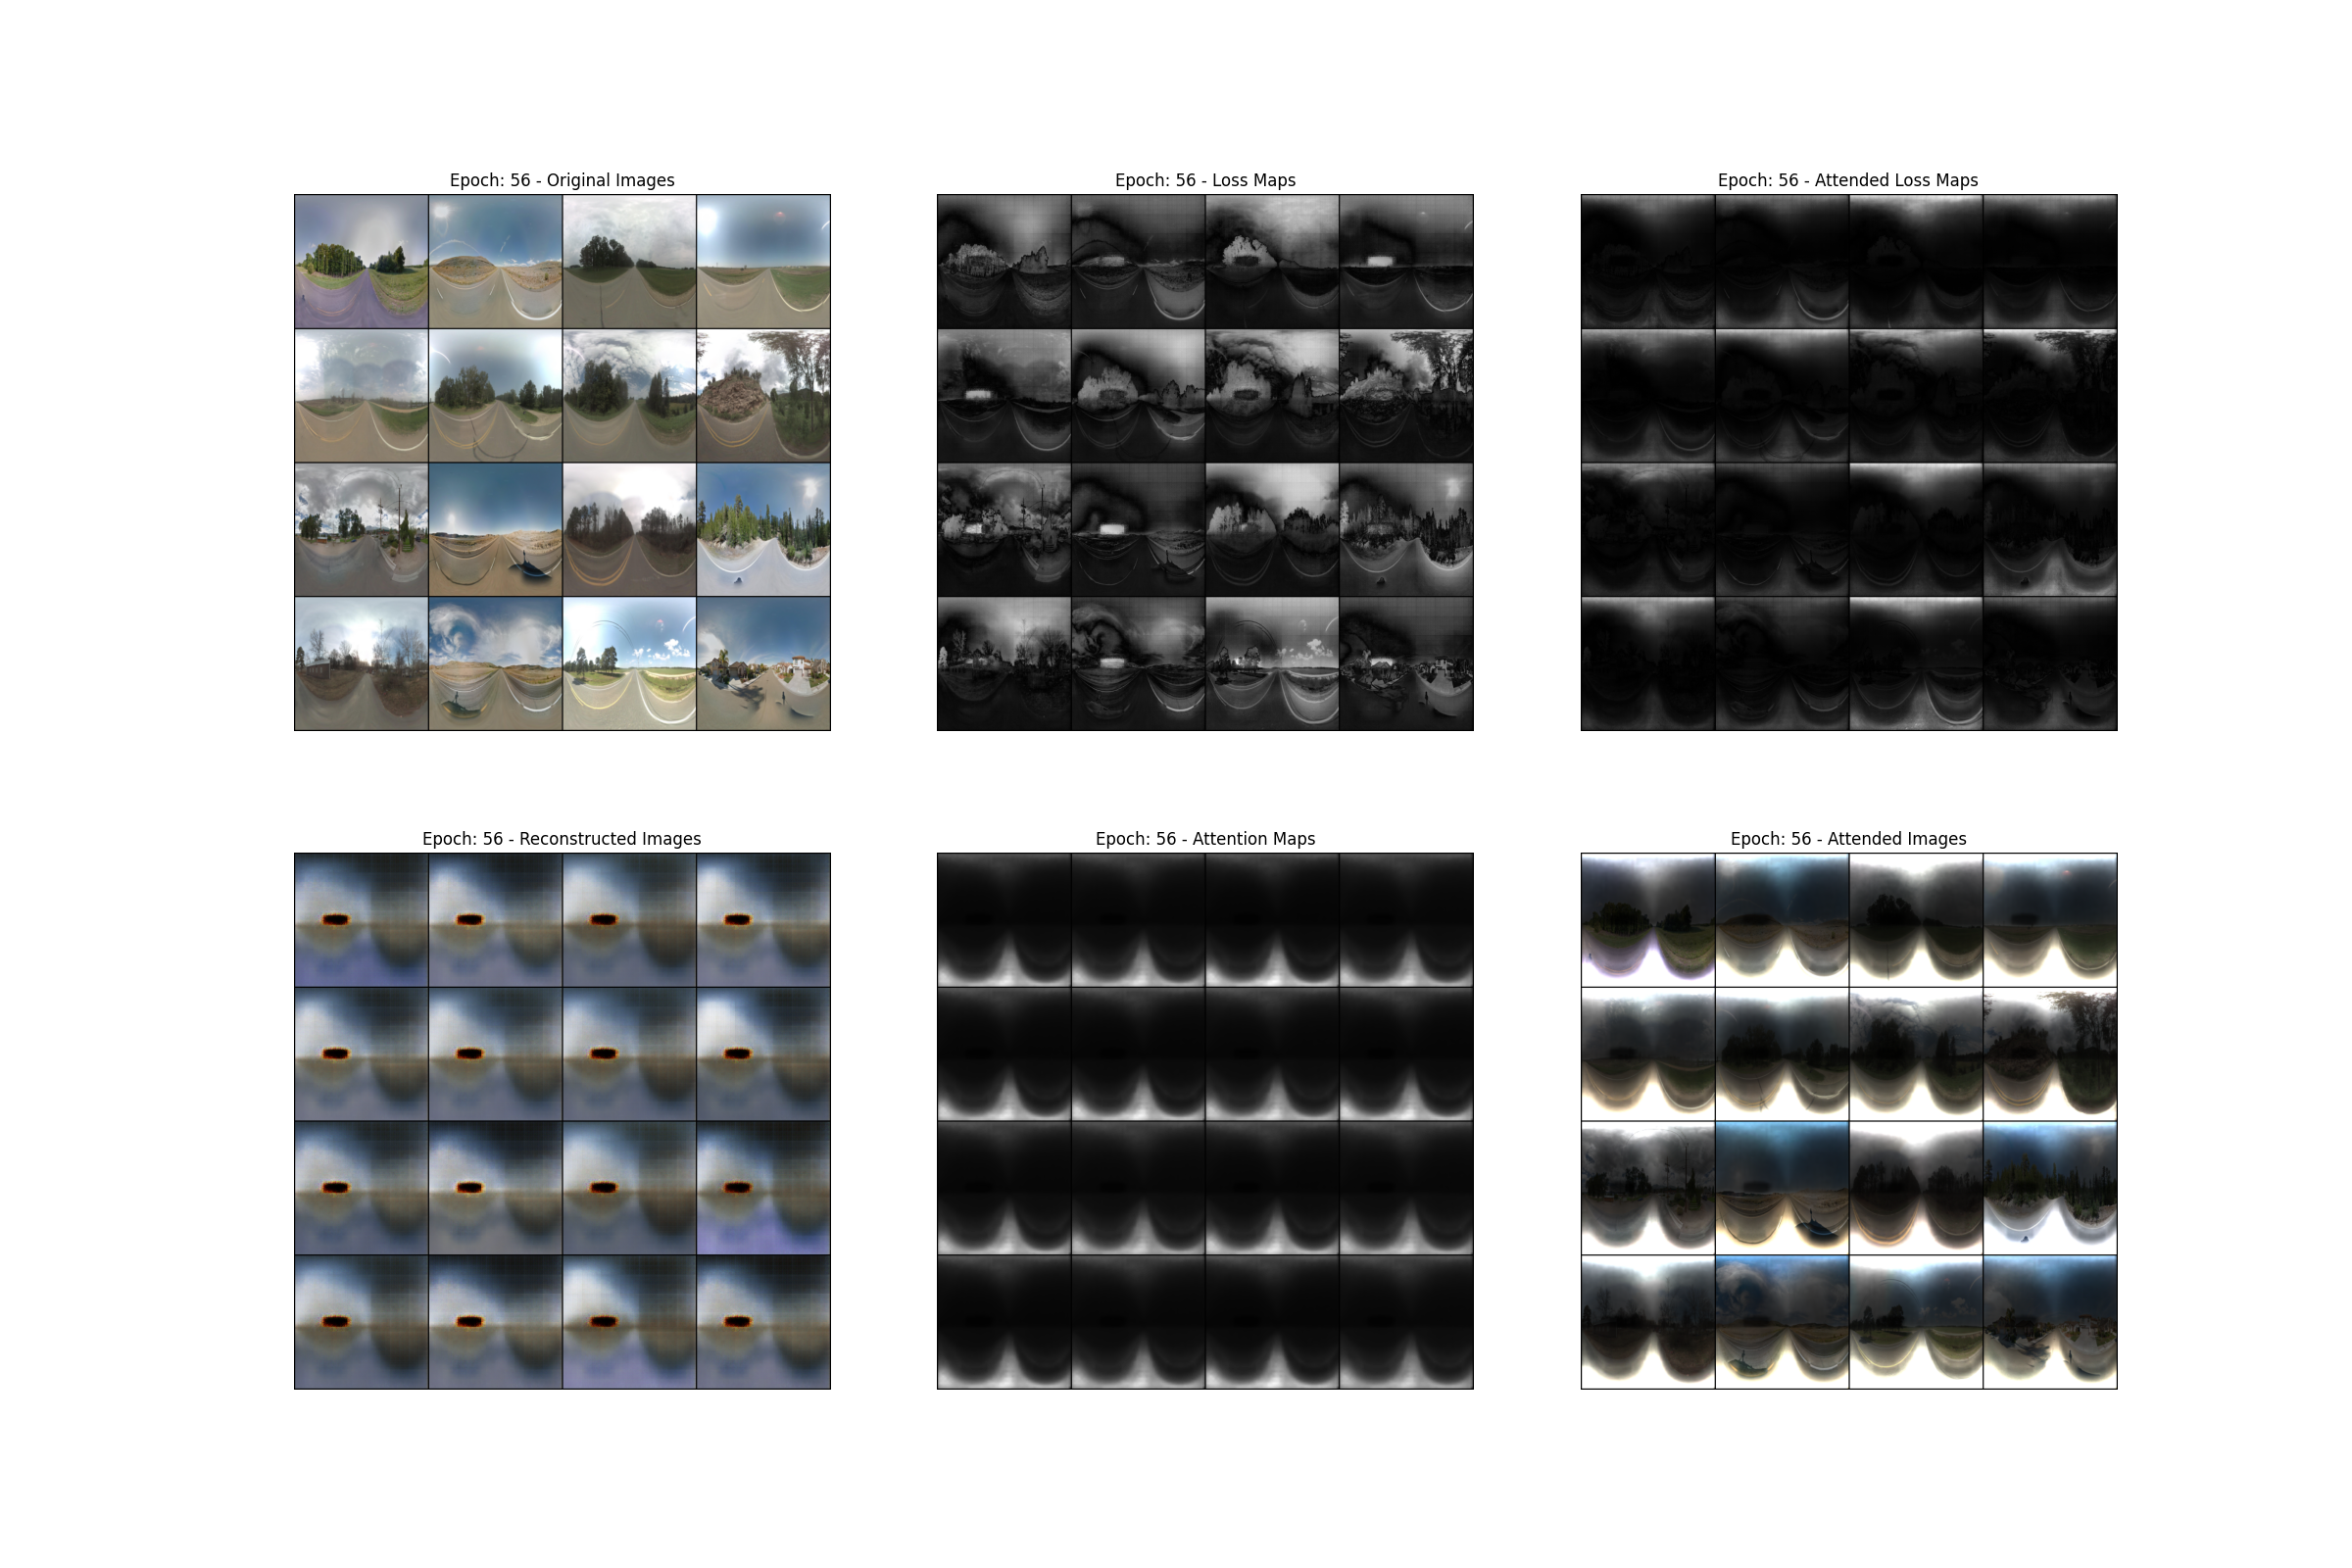 Epoch: 56 - Original Images
Epoch: 56 - Loss Maps
Epoch: 56 - Attended Loss Maps
Epoch: 56 - Reconstructed Images
Epoch: 56 - Attention Maps
Epoch: 56 - Attended Images